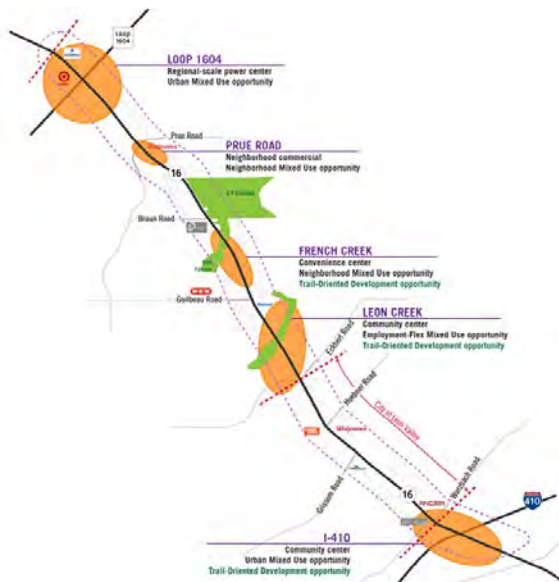 Loop
1604
LOOP 1604
Regional-scale power center
Urban Mixed Use opportunity
Prue Road
PRUE ROAD
Neighborhood commercial
Neighborhood Mixed Use opportunity
16
Braun Road
FRENCH CREEK
Convenience center
Neighborhood Mixed Use opportunity
Trail-Oriented Development opportunity
Guilbeau Road
LEON CREEK
Community center
Employment-Flex Mixed Use opportunity
Trail-Oriented Development opportunity
Eckhert Road
Huebner Road
City of Leon Valley
Walgreens
Grissom Road
Wurzbach Road
16
410
I-410
Community center
Urban Mixed Use opportunity
Trail-Oriented Development opportunity